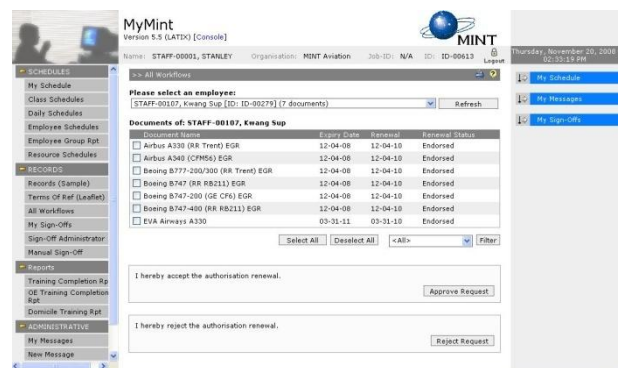 MyMint
Version 5.5 (LATIX) [Console]
MINT
Name: STAFF-00001, STANLEY Organisation: MINT Aviation Job-ID: N/A ID: ID-00613 Logout
Thursday, November 20, 2008
02:33:19 PM
SCHEDULES
My Schedule
Class Schedules
Daily Schedules
Employee Schedules
Employee Group Rpt
Resource Schedules
RECORDS
Records (Sample)
Terms Of Ref (Leaflet)
All Workflows
My Sign-Offs
Sign-Off Administrator
Manual Sign-Off
Reports
Training Completion Rp
OE Training Completion
Rpt
Domicile Training Rpt
ADMINISTRATIVE
My Messages
New Message
>> All Workflows
Please select an employee:
STAFF-00107, Kwang Sup [ID: ID-00279] (7 documents) Refresh
Documents of: STAFF-00107, Kwang Sup
Document Name Expiry Date Renewal Renewal Status
Airbus A330 (RR Trent) EGR 12-04-08 12-04-10 Endorsed
Airbus A340 (CFM56) EGR 12-04-08 12-04-10 Endorsed
Boeing B777-200/300 (RR Trent) EGR 12-04-08 12-04-10 Endorsed
Boeing B747 (RR RB211) EGR 12-04-08 12-04-10 Endorsed
Boeing B747-200 (GE CF6) EGR 12-04-08 12-04-10 Endorsed
Boeing B747-400 (RR RB211) EGR 12-04-08 12-04-10 Endorsed
EVA Airways A330 03-31-11 03-31-10 Endorsed
Select All Deselect All <All> Filter
I hereby accept the authorisation renewal.
Approve Request
I hereby reject the authorisation renewal.
Reject Request
My Schedule
My Messages
My Sign-Offs